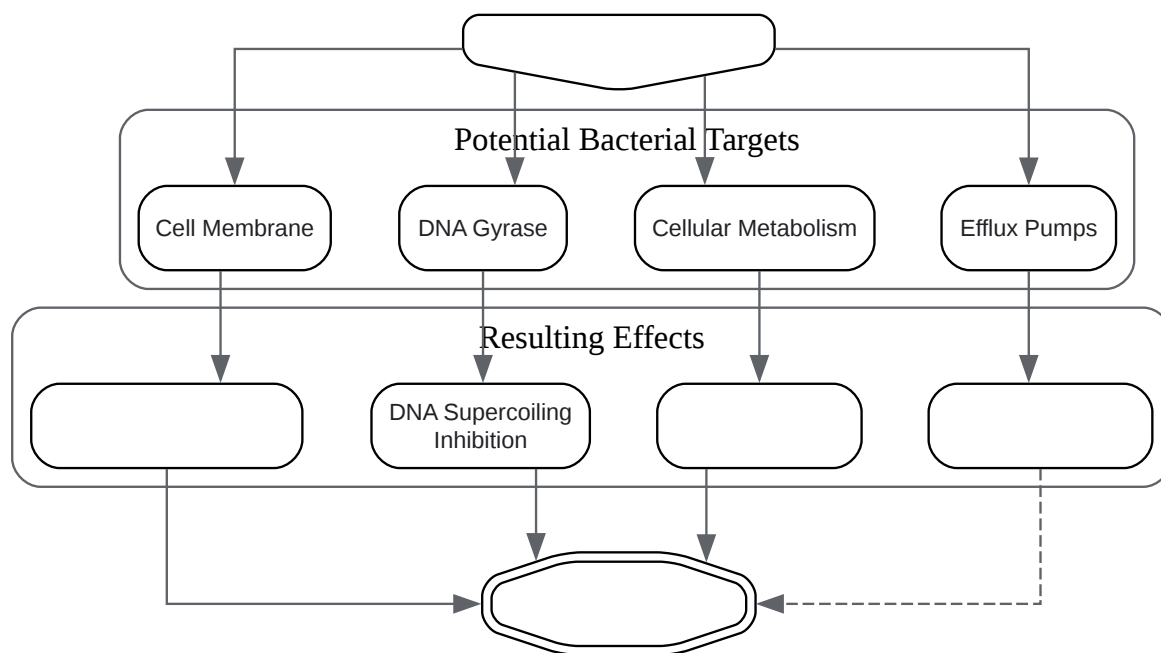 Potential Bacterial Targets
Cell Membrane
DNA Gyrase
Cellular Metabolism
Efflux Pumps
Resulting Effects
DNA Supercoiling
Inhibition